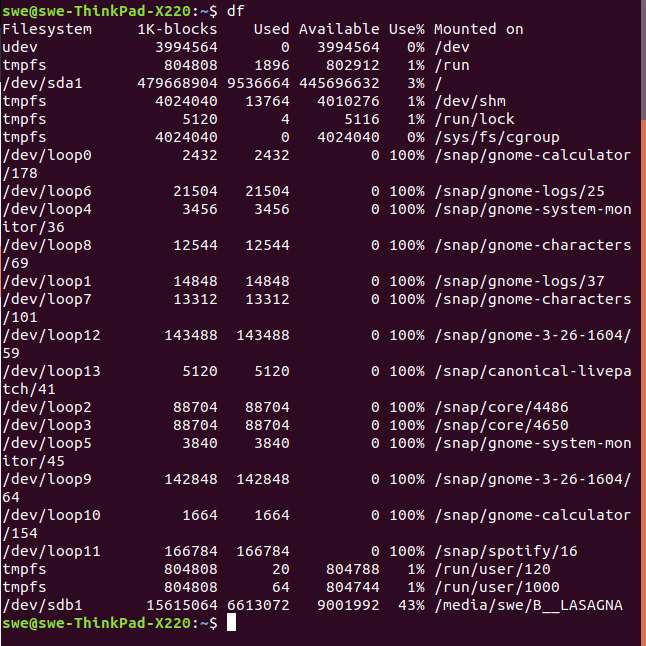 swe@swe-ThinkPad-X220:~$ df
Filesystem     1K-blocks    Used Available Use% Mounted on
udev             3994564       0   3994564   0% /dev
tmpfs             804808    1896    802912   1% /run
/dev/sda1      479668904 9536664 445696632   3% /
tmpfs            4024040   13764   4010276   1% /dev/shm
tmpfs               5120       4      5116   1% /run/lock
tmpfs            4024040       0   4024040   0% /sys/fs/cgroup
/dev/loop0          2432    2432         0 100% /snap/gnome-calculator
/178
/dev/loop6         21504   21504         0 100% /snap/gnome-logs/25
/dev/loop4          3456    3456         0 100% /snap/gnome-system-mon
itor/36
/dev/loop8         12544   12544         0 100% /snap/gnome-characters
/69
/dev/loop1         14848   14848         0 100% /snap/gnome-logs/37
/dev/loop7         13312   13312         0 100% /snap/gnome-characters
/101
/dev/loop12       143488  143488         0 100% /snap/gnome-3-26-1604/
59
/dev/loop13         5120    5120         0 100% /snap/canonical-livepa
tch/41
/dev/loop2         88704   88704         0 100% /snap/core/4486
/dev/loop3         88704   88704         0 100% /snap/core/4650
/dev/loop5          3840    3840         0 100% /snap/gnome-system-mon
itor/45
/dev/loop9        142848  142848         0 100% /snap/gnome-3-26-1604/
64
/dev/loop10         1664    1664         0 100% /snap/gnome-calculator
/154
/dev/loop11       166784  166784         0 100% /snap/spotify/16
tmpfs             804808      20    804788   1% /run/user/120
tmpfs             804808      64    804744   1% /run/user/1000
/dev/sdb1       15615064 6613072   9001992  43% /media/swe/B__LASAGNA
swe@swe-ThinkPad-X220:~$